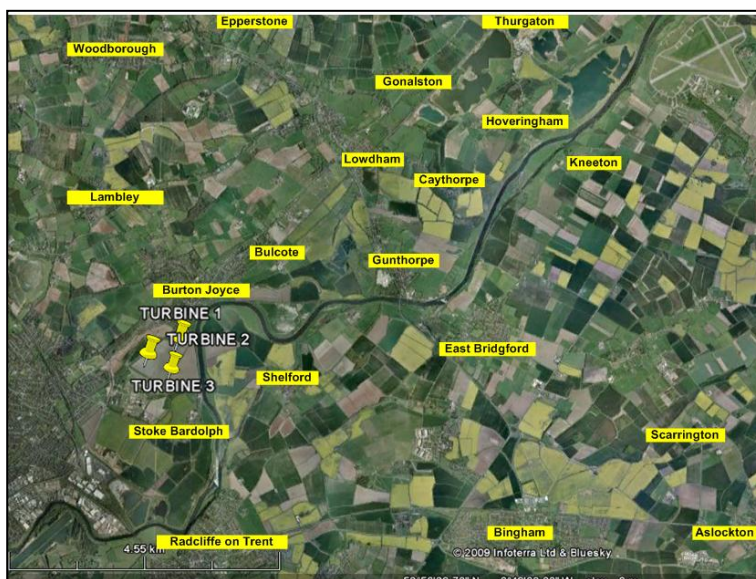 Epperstone
Thurgaton
Woodborough
Gonalston
Hoveringham
Lowdham
Kneeton
Caythorpe
Lambley
Bulcote
Gunthorpe
Burton Joyce
TURBINE 1
TURBINE 2
East Bridgford
TURBINE 3
Shelford
Stoke Bardolph
Scarrington
Radcliffe on Trent
Bingham
Aslockton
4.55 km
© 2009 Infoterra Ltd & Bluesky